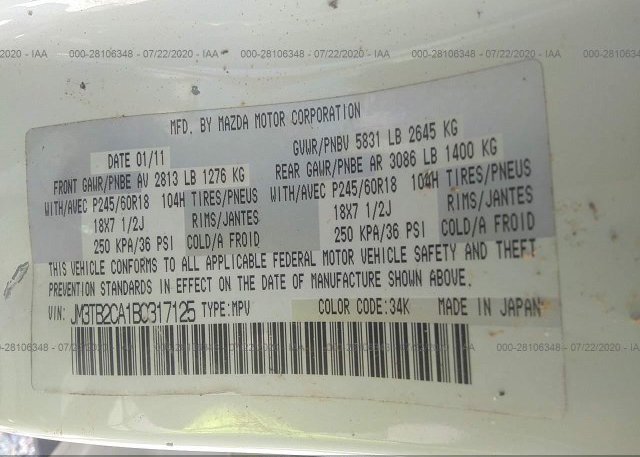 000-28106348 - 07/22/2020 - IAA
MFD. BY MAZDA MOTOR CORPORATION
DATE 01/11
GVWR/PNBV 5831 LB 2645 KG
FRONT GAWR/PNBE AV 2813 LB 1276 KG
REAR GAWR/PNBE AR 3086 LB 1400 KG
WITH/AVEC P245/60R18 104H TIRES/PNEUS
WITH/AVEC P245/60R18 104H TIRES/PNEUS
18X7 1/2J RIMS/JANTES
18X7 1/2J RIMS/JANTES
250 KPA/36 PSI COLD/A FROID
250 KPA/36 PSI COLD/A FROID
THIS VEHICLE CONFORMS TO ALL APPLICABLE FEDERAL MOTOR VEHICLE SAFETY AND THEFT
PREVENTION STANDARDS IN EFFECT ON THE DATE OF MANUFACTURE SHOWN ABOVE.
VIN: JM3TB2CA1BC317125 TYPE:MPV COLOR CODE:34K MADE IN JAPAN
000-28106348 - 07/22/2020 - IAA